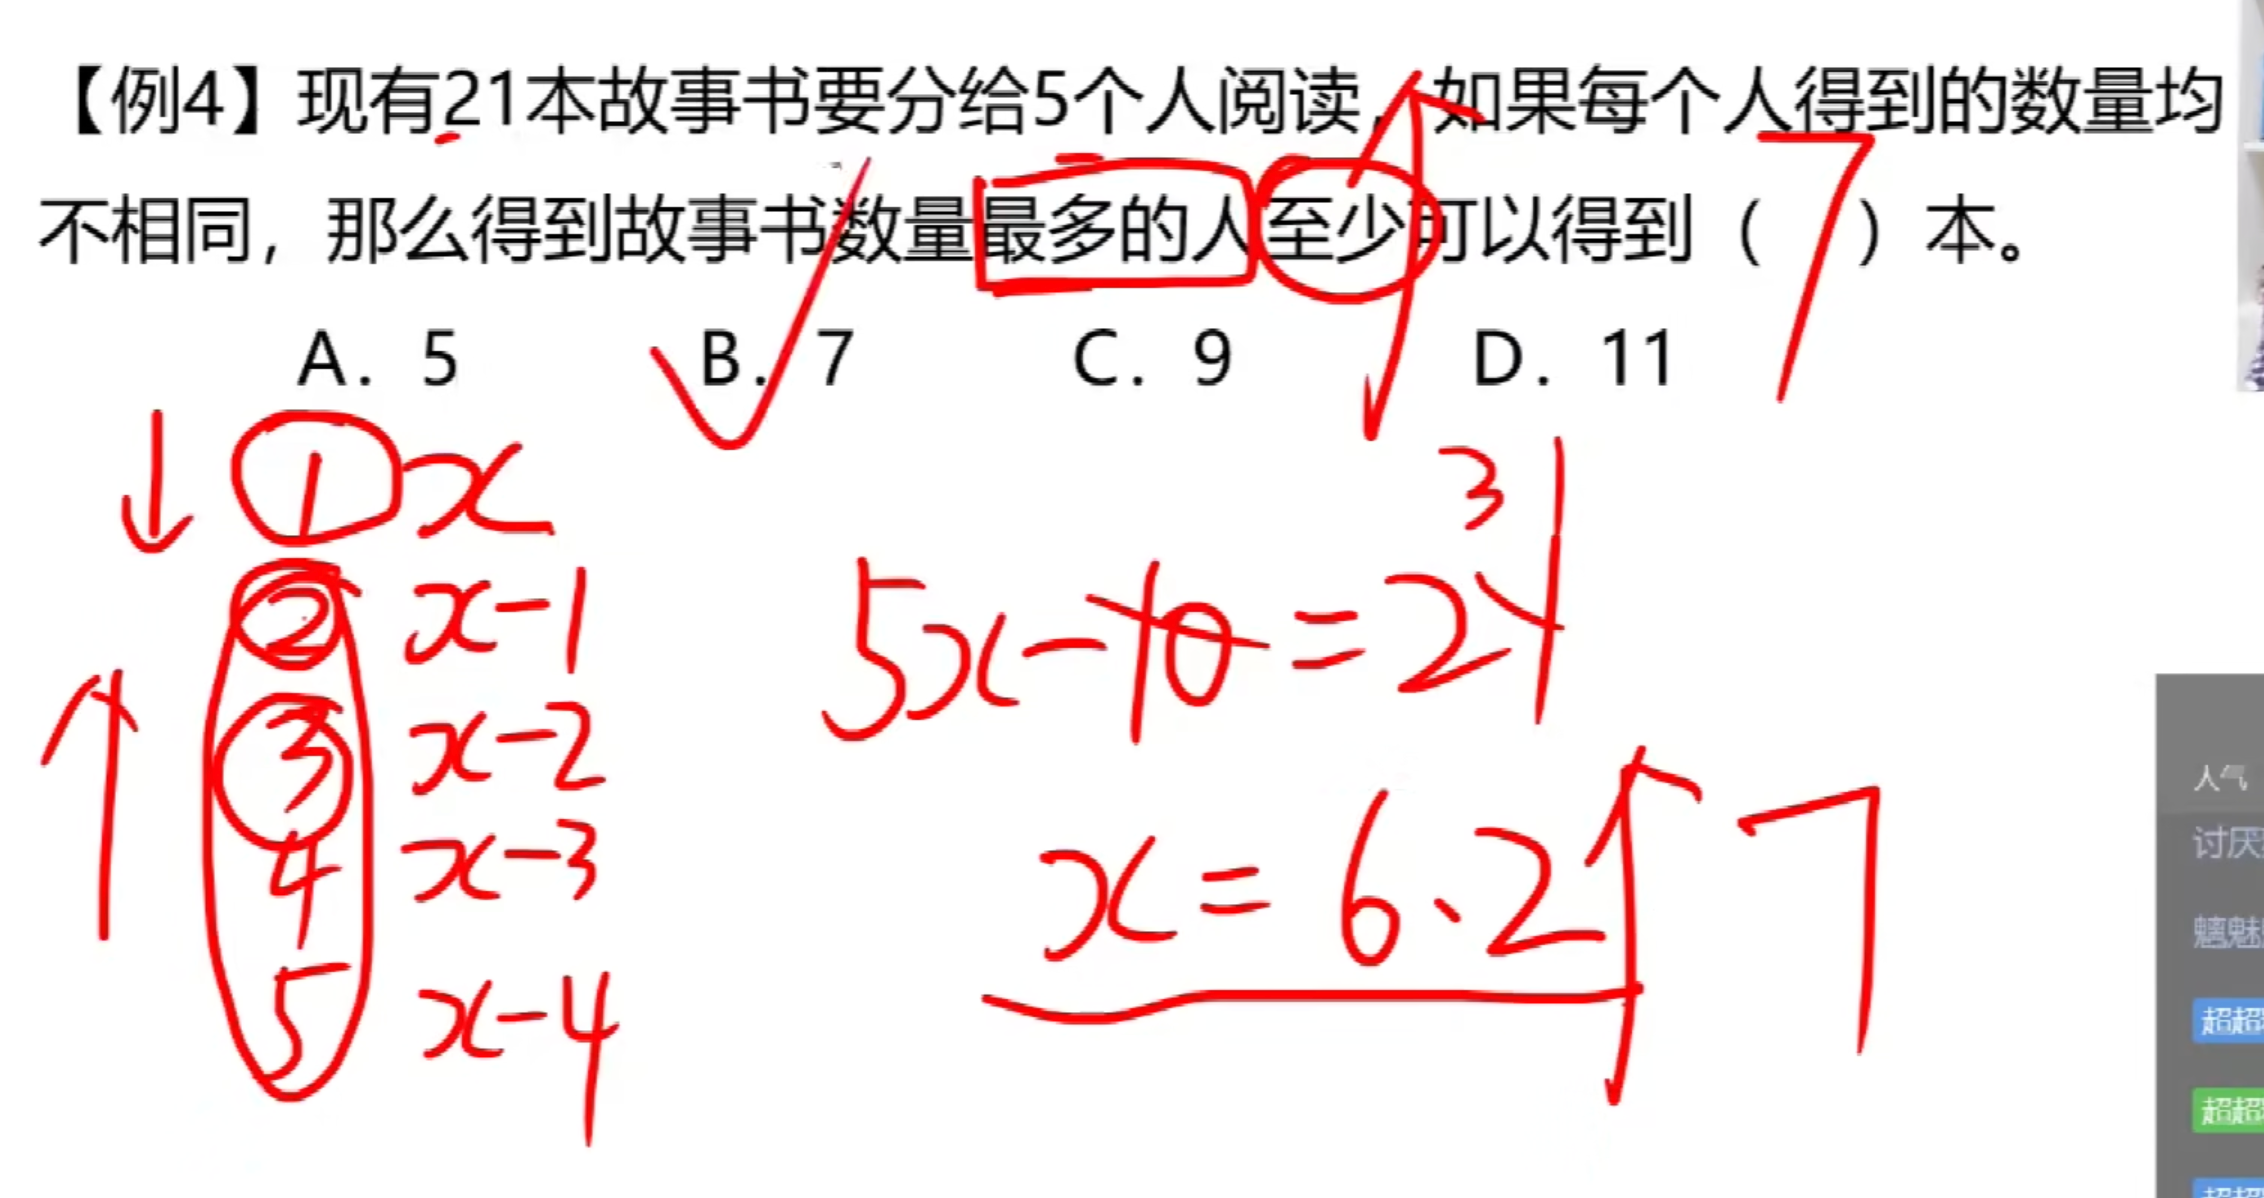 【例4】现有21本故事书要分给5个人阅读，如果每个人得到的数量均
不相同，那么得到故事书数量最多的人至少可以得到（7）本。
A. 5 B. 7 C. 9 D. 11
1 x
2 x-1
3 x-2
4 x-3
5 x-4
3
5x-10=21
x=6.2 7
人气
讨厌
魑魅
超超
超超
超超